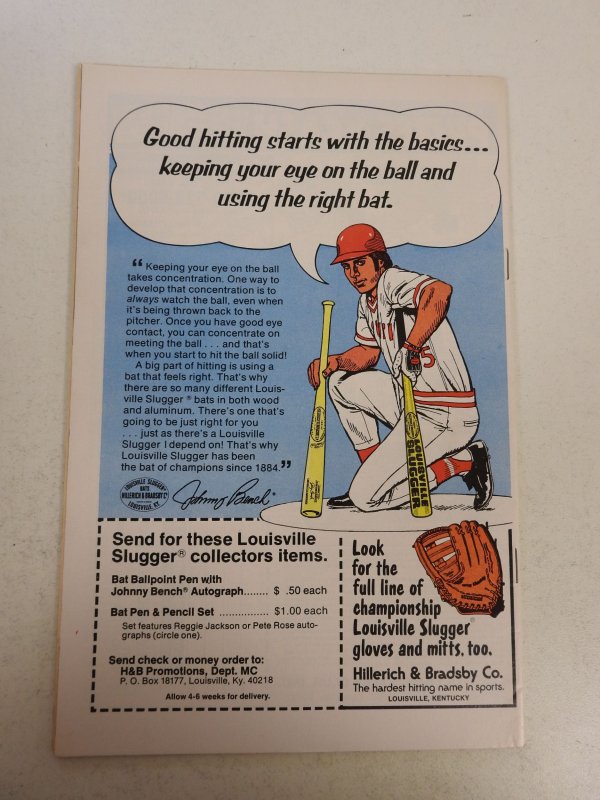 Good hitting starts with the basics...
keeping your eye on the ball and
using the right bat.
“ Keeping your eye on the ball
takes concentration. One way to
develop that concentration is to
always watch the ball, even when
it's being thrown back to the
pitcher. Once you have good eye
contact, you can concentrate on
meeting the ball . . . and that's
when you start to hit the ball solid!
A big part of hitting is using a
bat that feels right. That's why
there are so many different Louis-
ville Slugger ® bats in both wood
and aluminum. There's one that's
going to be just right for you
. . . just as there's a Louisville
Slugger I depend on! That's why
Louisville Slugger has been
the bat of champions since 1884.”
LOUISVILLE SLUGGER
BATS
HILLERICH & BRADSBY Co
LOUISVILLE, KY.
Johnny Bench
5
LOUISVILLE
SLUGGER
Send for these Louisville
Slugger® collectors items.
Bat Ballpoint Pen with
Johnny Bench® Autograph........ $ .50 each
Bat Pen & Pencil Set ................ $1.00 each
Set features Reggie Jackson or Pete Rose auto-
graphs (circle one).
Send check or money order to:
H&B Promotions, Dept. MC
P. O. Box 18177, Louisville, Ky. 40218
Allow 4-6 weeks for delivery.
Look
for the
full line of
championship
Louisville Slugger®
gloves and mitts, too.
Hillerich & Bradsby Co.
The hardest hitting name in sports.
LOUISVILLE, KENTUCKY